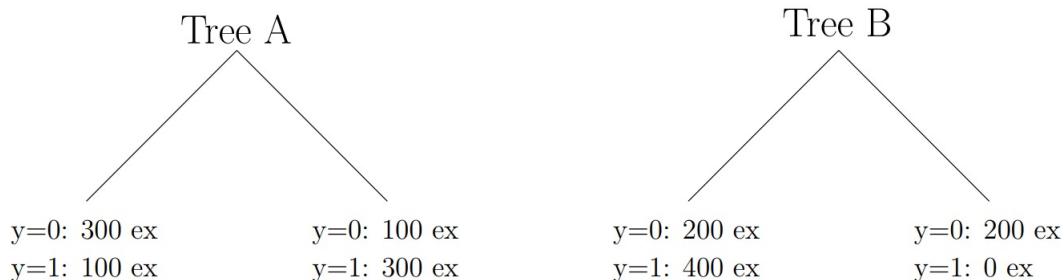 Tree A
Tree B
y=0: 300 ex
y=1: 100 ex
y=0: 100 ex
y=1: 300 ex
y=0: 200 ex
y=1: 400 ex
y=0: 200 ex
y=1: 0 ex